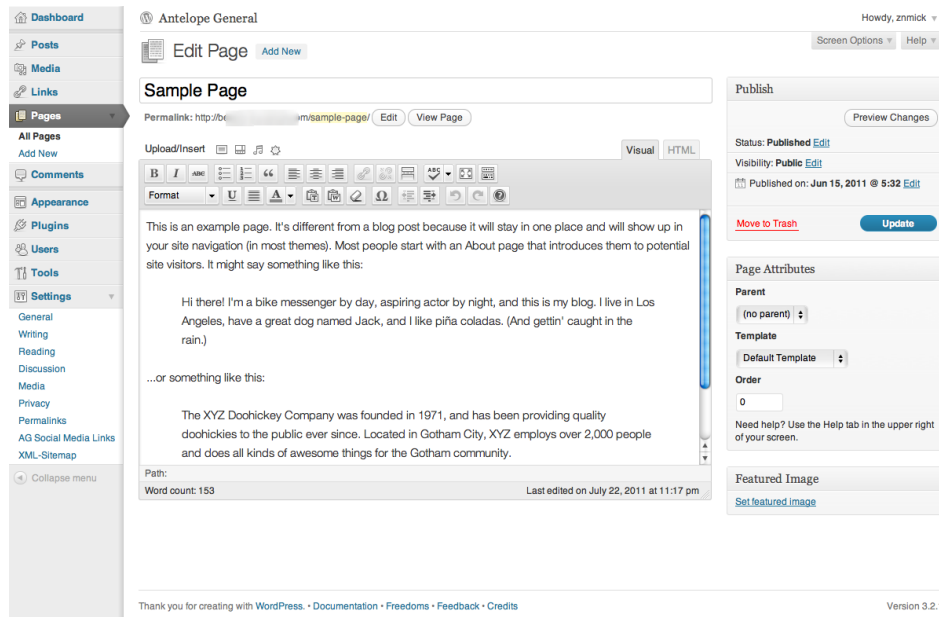 Dashboard
Posts
Media
Links
Pages
All Pages
Add New
Comments
Appearance
Plugins
Users
Tools
Settings
General
Writing
Reading
Discussion
Media
Privacy
Permalinks
AG Social Media Links
XML-Sitemap
Collapse menu
Antelope General
Howdy, znmick
Screen Options
Help
Edit Page
Add New
Sample Page
Permalink: http://b om/sample-page/ Edit View Page
Upload/Insert
Visual
HTML
B I ABC ABC
Format U A T W Ω
This is an example page. It's different from a blog post because it will stay in one place and will show up in
your site navigation (in most themes). Most people start with an About page that introduces them to potential
site visitors. It might say something like this:
Hi there! I'm a bike messenger by day, aspiring actor by night, and this is my blog. I live in Los
Angeles, have a great dog named Jack, and I like piña coladas. (And gettin' caught in the
rain.)
...or something like this:
The XYZ Doohickey Company was founded in 1971, and has been providing quality
doohickies to the public ever since. Located in Gotham City, XYZ employs over 2,000 people
and does all kinds of awesome things for the Gotham community.
Path:
Word count: 153
Last edited on July 22, 2011 at 11:17 pm
Publish
Preview Changes
Status: Published Edit
Visibility: Public Edit
Published on: Jun 15, 2011 @ 5:32 Edit
Move to Trash
Update
Page Attributes
Parent
(no parent)
Template
Default Template
Order
0
Need help? Use the Help tab in the upper right
of your screen.
Featured Image
Set featured image
Thank you for creating with WordPress. • Documentation • Freedoms • Feedback • Credits
Version 3.2.